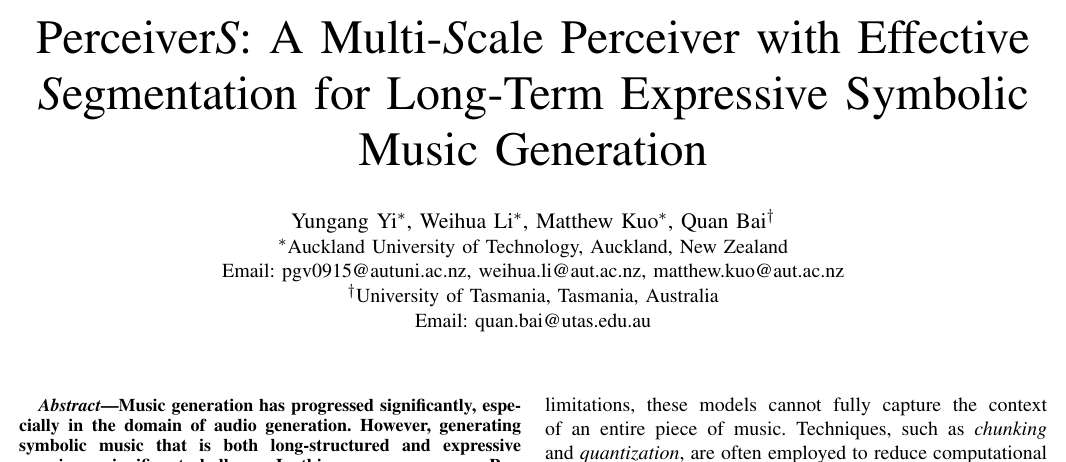 PerceiverS: A Multi-Scale Perceiver with Effective
Segmentation for Long-Term Expressive Symbolic
Music Generation
Yungang Yi*, Weihua Li*, Matthew Kuo*, Quan Bai†
*Auckland University of Technology, Auckland, New Zealand
Email: pgv0915@autuni.ac.nz, weihua.li@aut.ac.nz, matthew.kuo@aut.ac.nz
†University of Tasmania, Tasmania, Australia
Email: quan.bai@utas.edu.au
Abstract—Music generation has progressed significantly, espe-
cially in the domain of audio generation. However, generating
symbolic music that is both long-structured and expressive
limitations, these models cannot fully capture the context
of an entire piece of music. Techniques, such as chunking
and quantization, are often employed to reduce computational